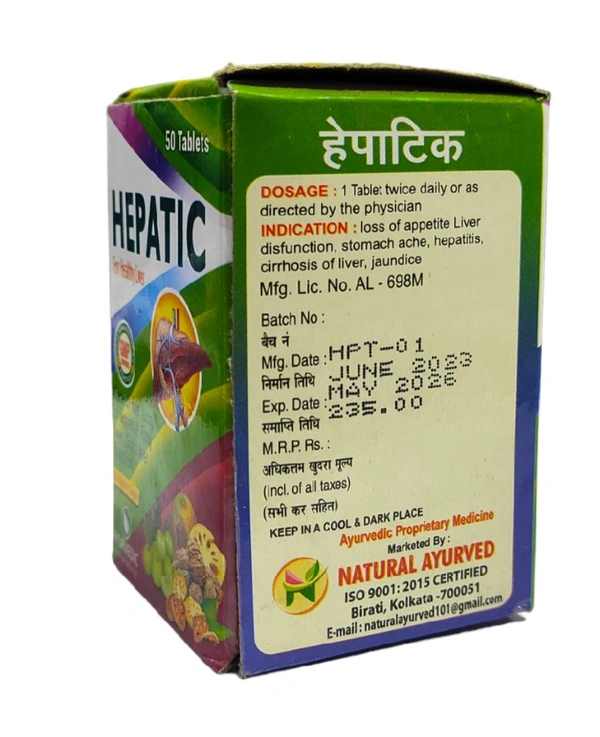 50 Tablets
HEPATIC
For Healthy Liver
हेपाटिक
DOSAGE : 1 Tablet twice daily or as
directed by the physician
INDICATION : loss of appetite Liver
disfunction, stomach ache, hepatitis,
cirrhosis of liver, jaundice
Mfg. Lic. No. AL - 698M
Batch No :
बैच नं
HPT-01
Mfg. Date :
JUNE 2023
निर्मान तिथि
MAY 2026
Exp. Date :
235.00
समाप्ति तिथि
M.R.P. Rs. :
अधिकतम खुदरा मूल्य
(incl. of all taxes)
(सभी कर सहित)
KEEP IN A COOL & DARK PLACE
Ayurvedic Proprietary Medicine
Marketed By :
NATURAL AYURVED
ISO 9001: 2015 CERTIFIED
Birati, Kolkata -700051
E-mail : naturalayurved101@gmail.com